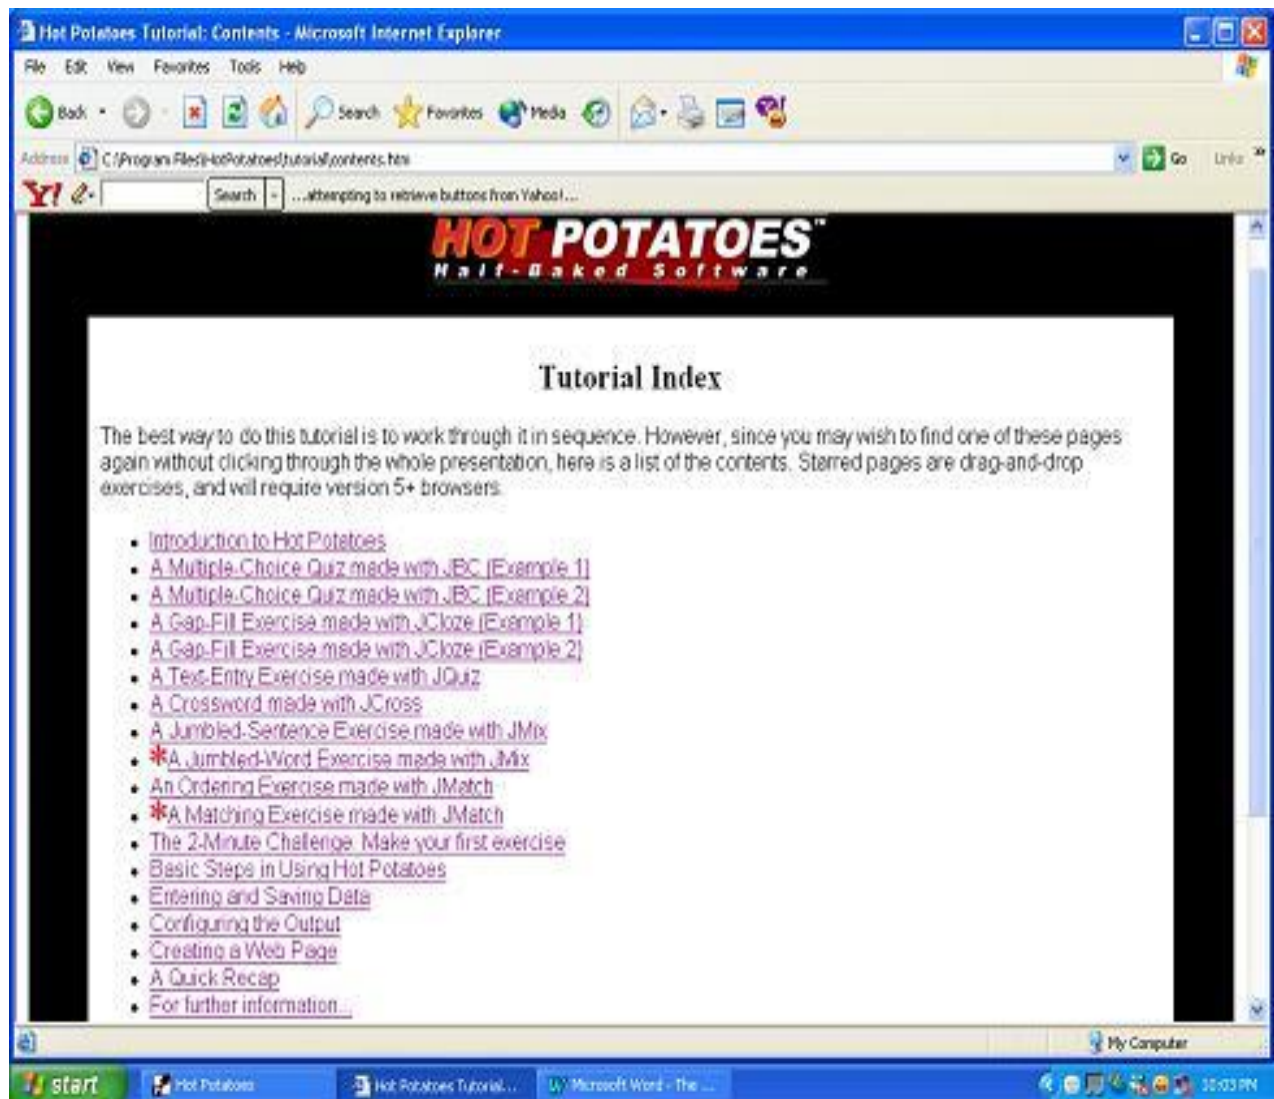 Hot Potatoes Tutorial: Contents - Microsoft Internet Explorer
File Edit View Favorites Tools Help
Back Search Favorites Media
Address C:\Program Files\HotPotatoes\tutorial\contents.htm Go Links »
Y! Search ...attempting to retrieve buttons from Yahoo!...
HOT POTATOES™
Half-Baked Software
Tutorial Index
The best way to do this tutorial is to work through it in sequence. However, since you may wish to find one of these pages
again without clicking through the whole presentation, here is a list of the contents. Starred pages are drag-and-drop
exercises, and will require version 5+ browsers.
• Introduction to Hot Potatoes
• A Multiple-Choice Quiz made with JBC (Example 1)
• A Multiple-Choice Quiz made with JBC (Example 2)
• A Gap-Fill Exercise made with JCloze (Example 1)
• A Gap-Fill Exercise made with JCloze (Example 2)
• A Text-Entry Exercise made with JQuiz
• A Crossword made with JCross
• A Jumbled-Sentence Exercise made with JMix
• *A Jumbled-Word Exercise made with JMix
• An Ordering Exercise made with JMatch
• *A Matching Exercise made with JMatch
• The 2-Minute Challenge: Make your first exercise
• Basic Steps in Using Hot Potatoes
• Entering and Saving Data
• Configuring the Output
• Creating a Web Page
• A Quick Recap
• For further information...
My Computer
start Hot Potatoes Hot Potatoes Tutorial... Microsoft Word - The ... 10:03 PM